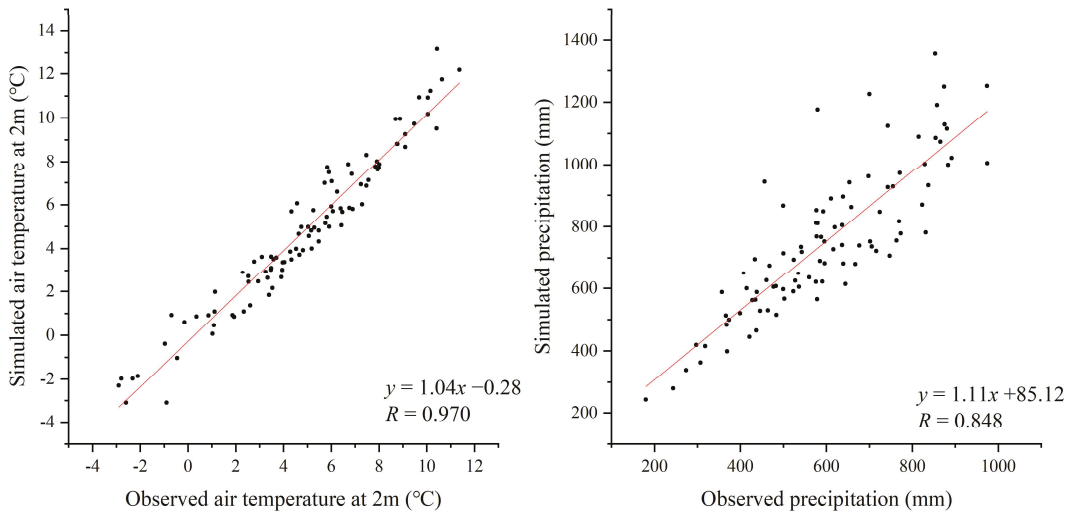 14
12
10
8
6
4
2
0
-2
-4
-4 -2 0 2 4 6 8 10 12
Simulated air temperature at 2m (℃)
Observed air temperature at 2m (℃)
y = 1.04x −0.28
R = 0.970
1400
1200
1000
800
600
400
200
200 400 600 800 1000
Simulated precipitation (mm)
Observed precipitation (mm)
y = 1.11x +85.12
R = 0.848